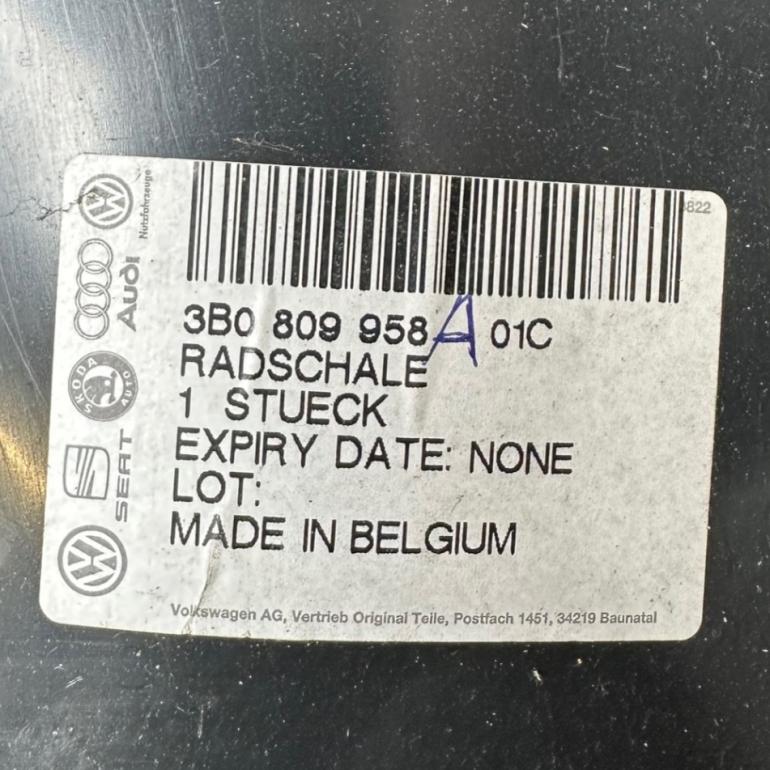 Nutzfahrzeuge
Audi
SKODA
AUTO
SEAT
822
3B0 809 958 A 01C
RADSCHALE
1 STUECK
EXPIRY DATE: NONE
LOT:
MADE IN BELGIUM
Volkswagen AG, Vertrieb Original Teile, Postfach 1451, 34219 Baunatal